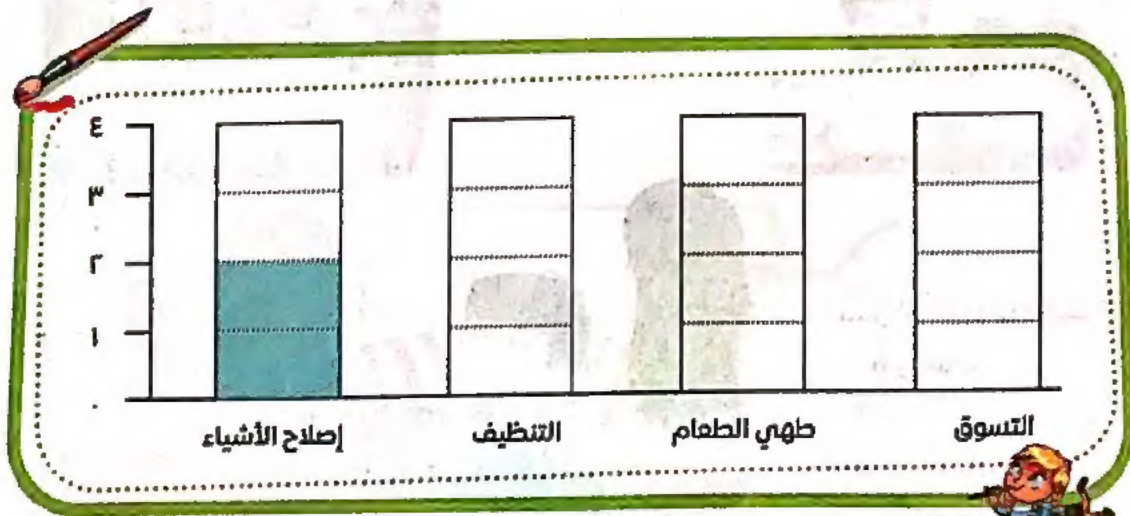 ٤
٣
٢
١
٠
إصلاح الأشياء
التنظيف
طهي الطعام
التسوق